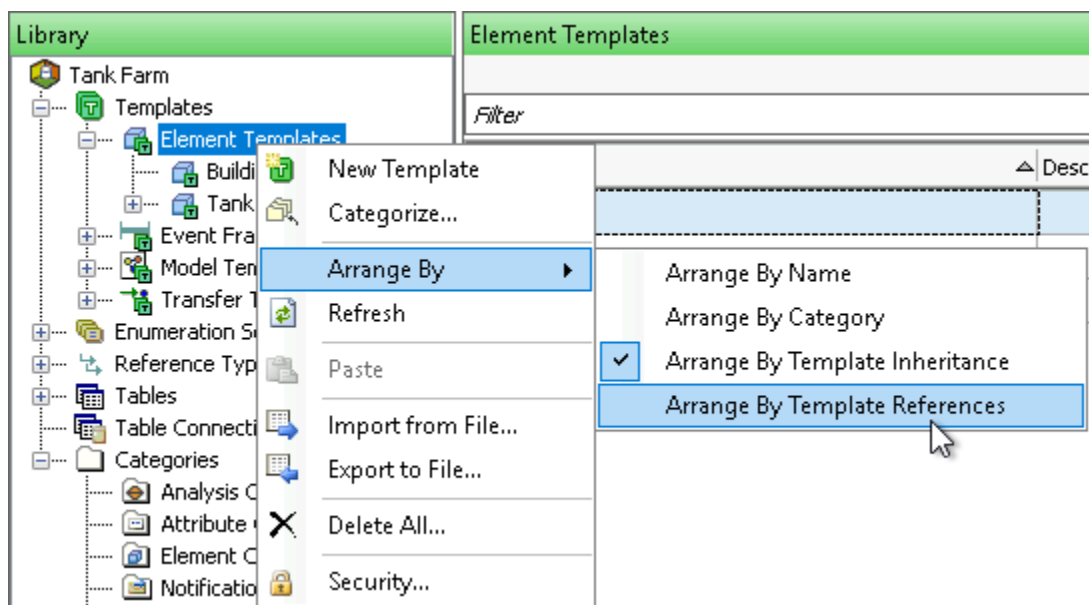 Library
Tank Farm
Templates
Element Templates
Buildi
Tank
Event Fra
Model Ten
Transfer T
Enumeration S
Reference Typ
Tables
Table Connecti
Categories
Analysis C
Attribute
Element C
Notificatio
New Template
Categorize...
Arrange By
Refresh
Paste
Import from File...
Export to File...
Delete All...
Security...
Element Templates
Filter
Desc
Arrange By Name
Arrange By Category
Arrange By Template Inheritance
Arrange By Template References